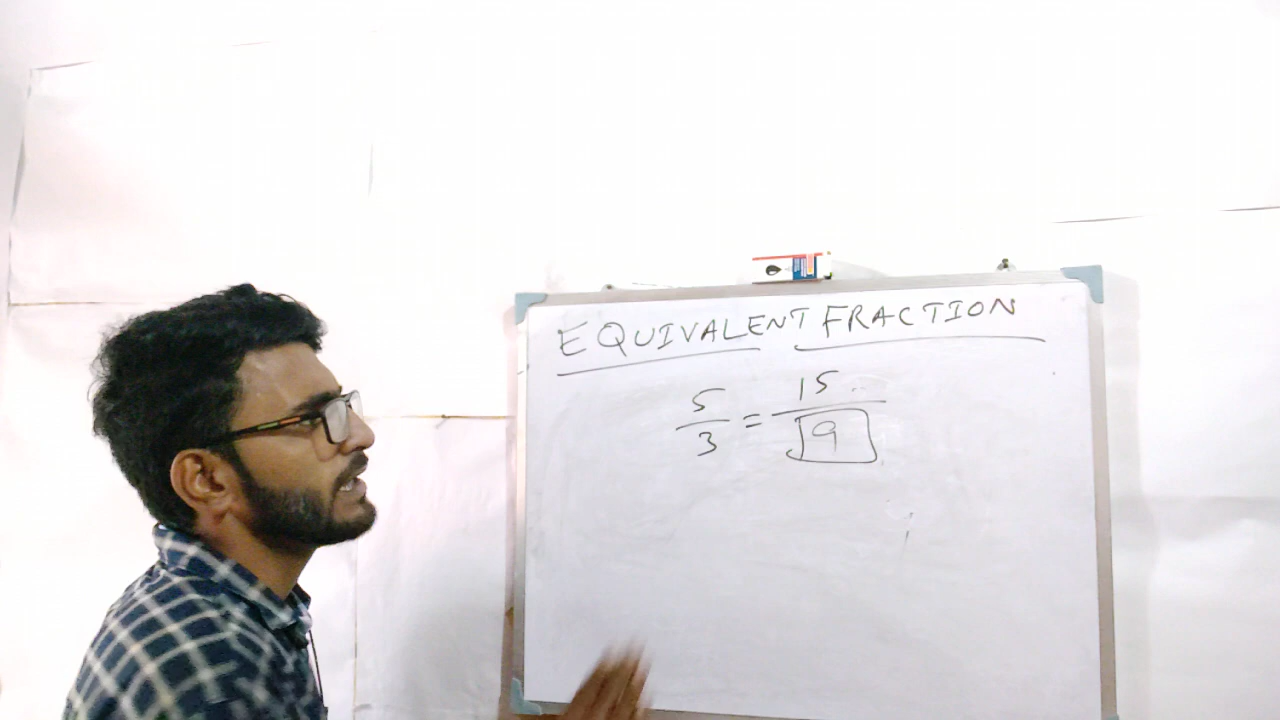 EQUIVALENT FRACTION
5/3 = 15/9